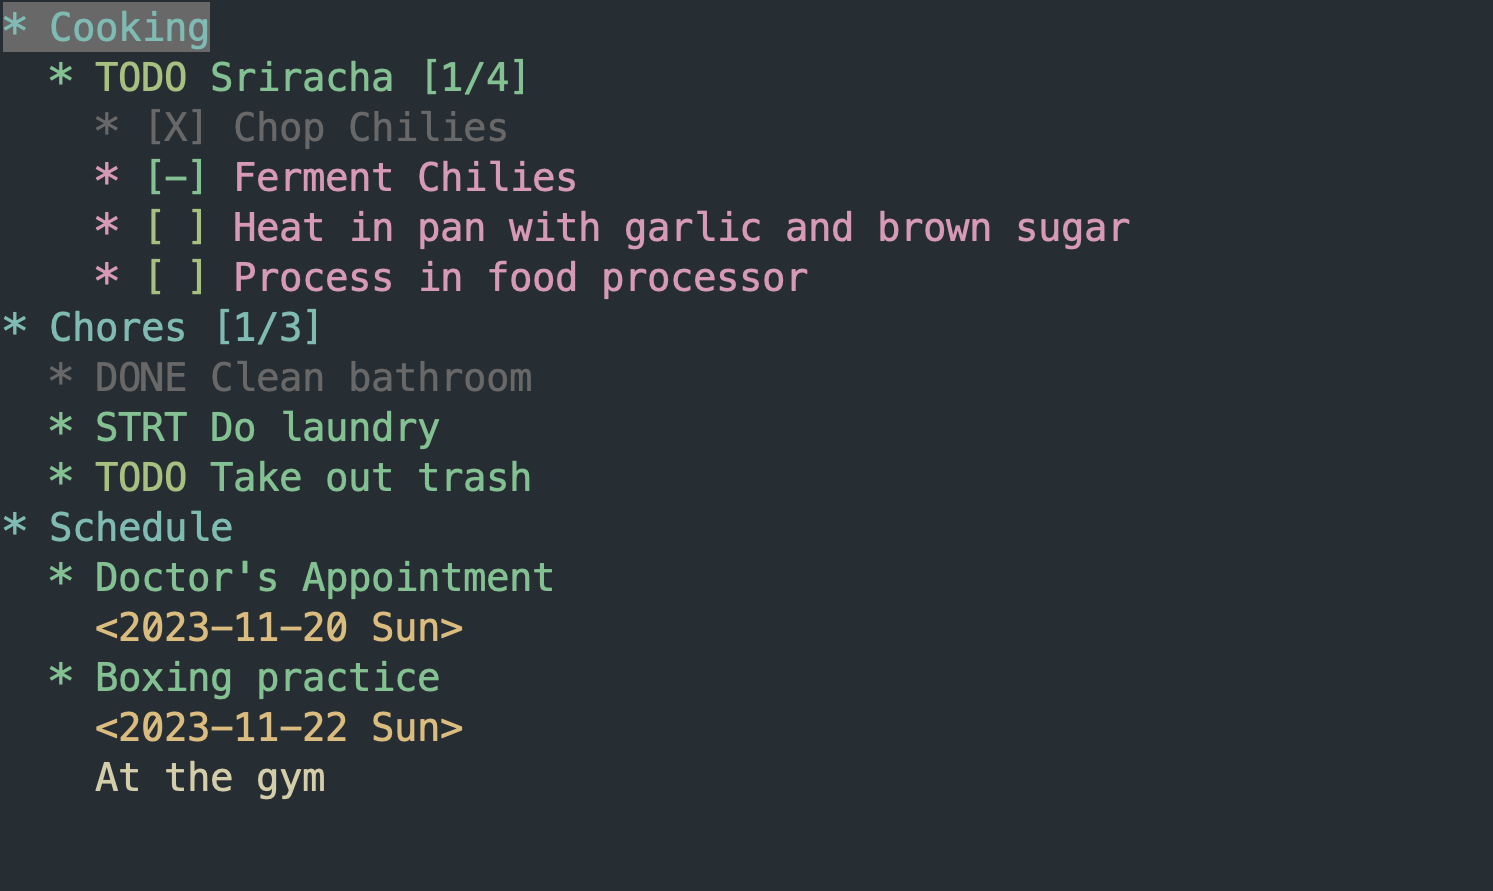 * Cooking
  * TODO Sriracha [1/4]
    * [X] Chop Chilies
    * [-] Ferment Chilies
    * [ ] Heat in pan with garlic and brown sugar
    * [ ] Process in food processor
* Chores [1/3]
  * DONE Clean bathroom
  * STRT Do laundry
  * TODO Take out trash
* Schedule
  * Doctor's Appointment
    <2023-11-20 Sun>
  * Boxing practice
    <2023-11-22 Sun>
    At the gym